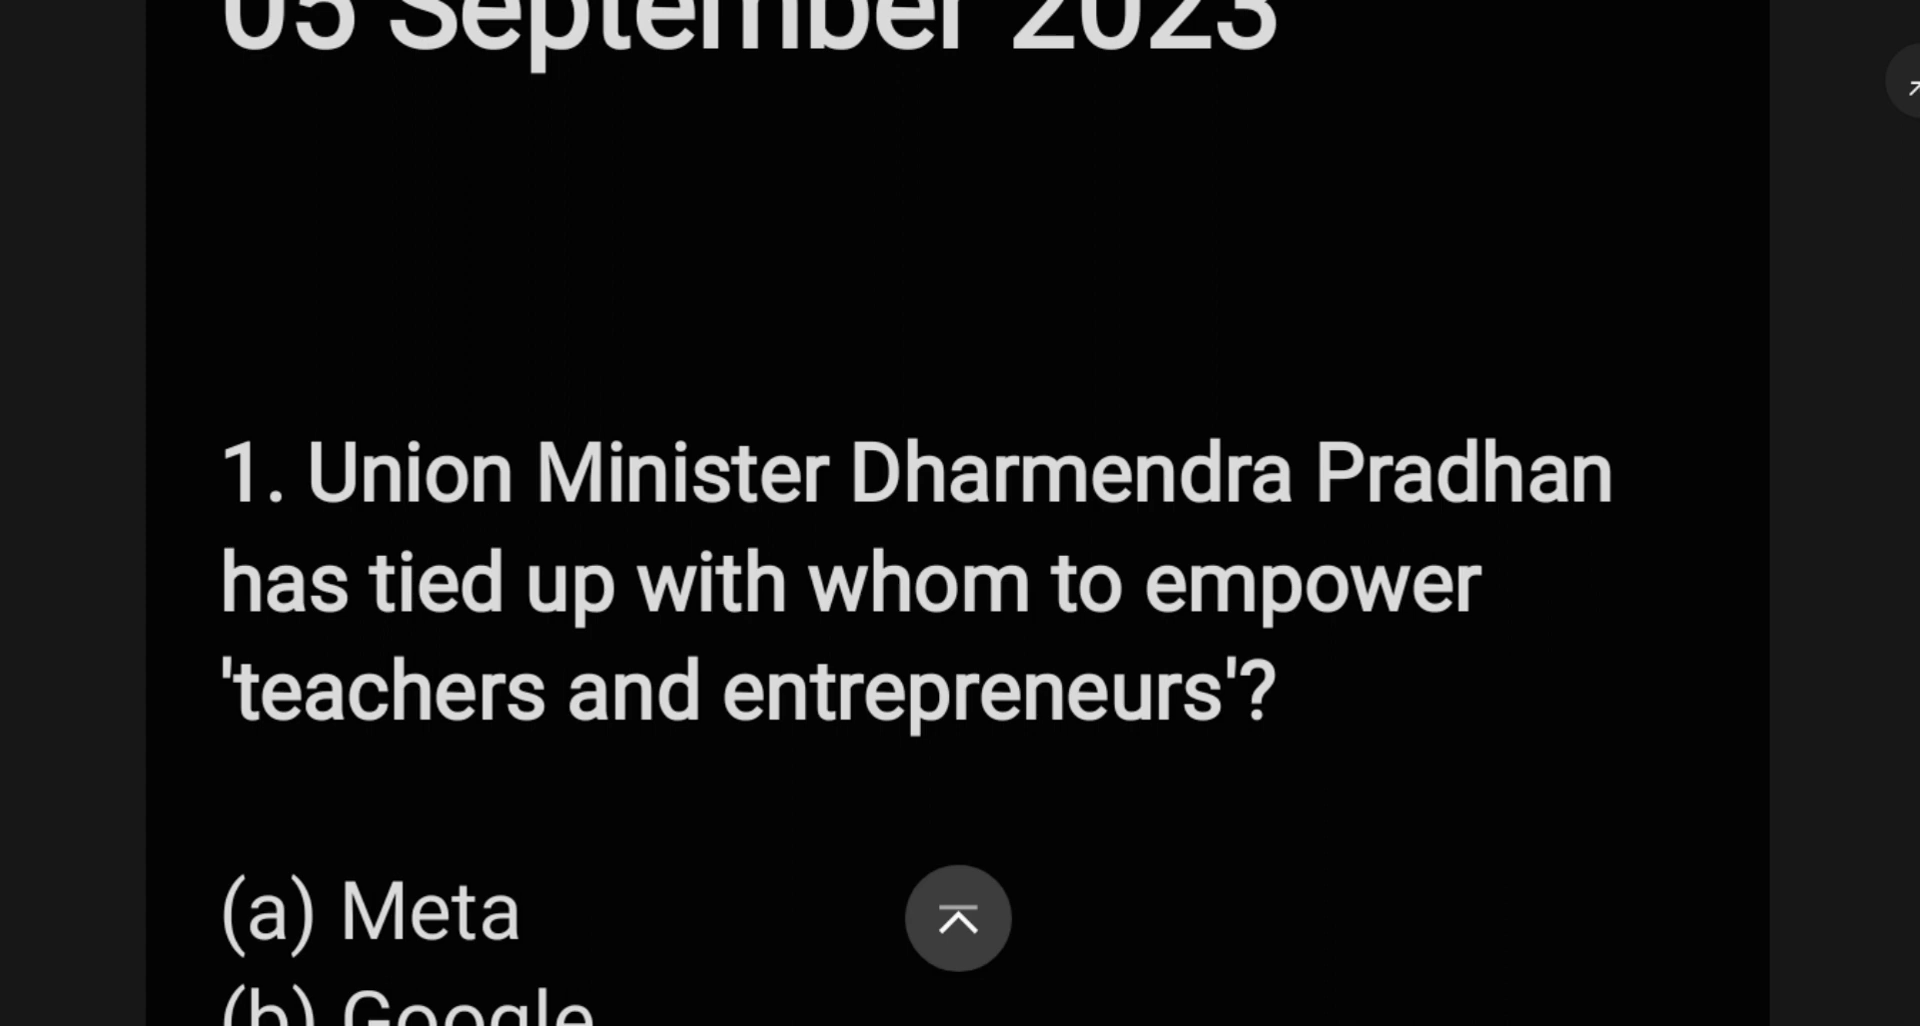 05 September 2023
1. Union Minister Dharmendra Pradhan
has tied up with whom to empower
'teachers and entrepreneurs'?
(a) Meta
(b) Google